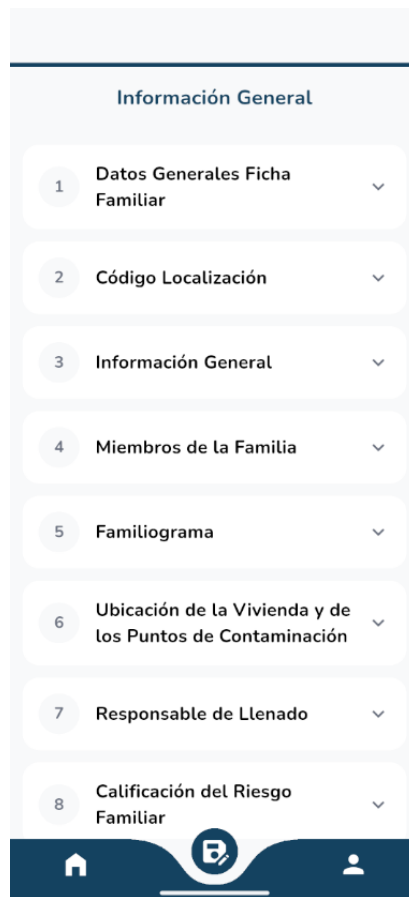 Información General
1
Datos Generales Ficha
Familiar
2
Código Localización
3
Información General
4
Miembros de la Familia
5
Familiograma
6
Ubicación de la Vivienda y de
los Puntos de Contaminación
7
Responsable de Llenado
8
Calificación del Riesgo
Familiar